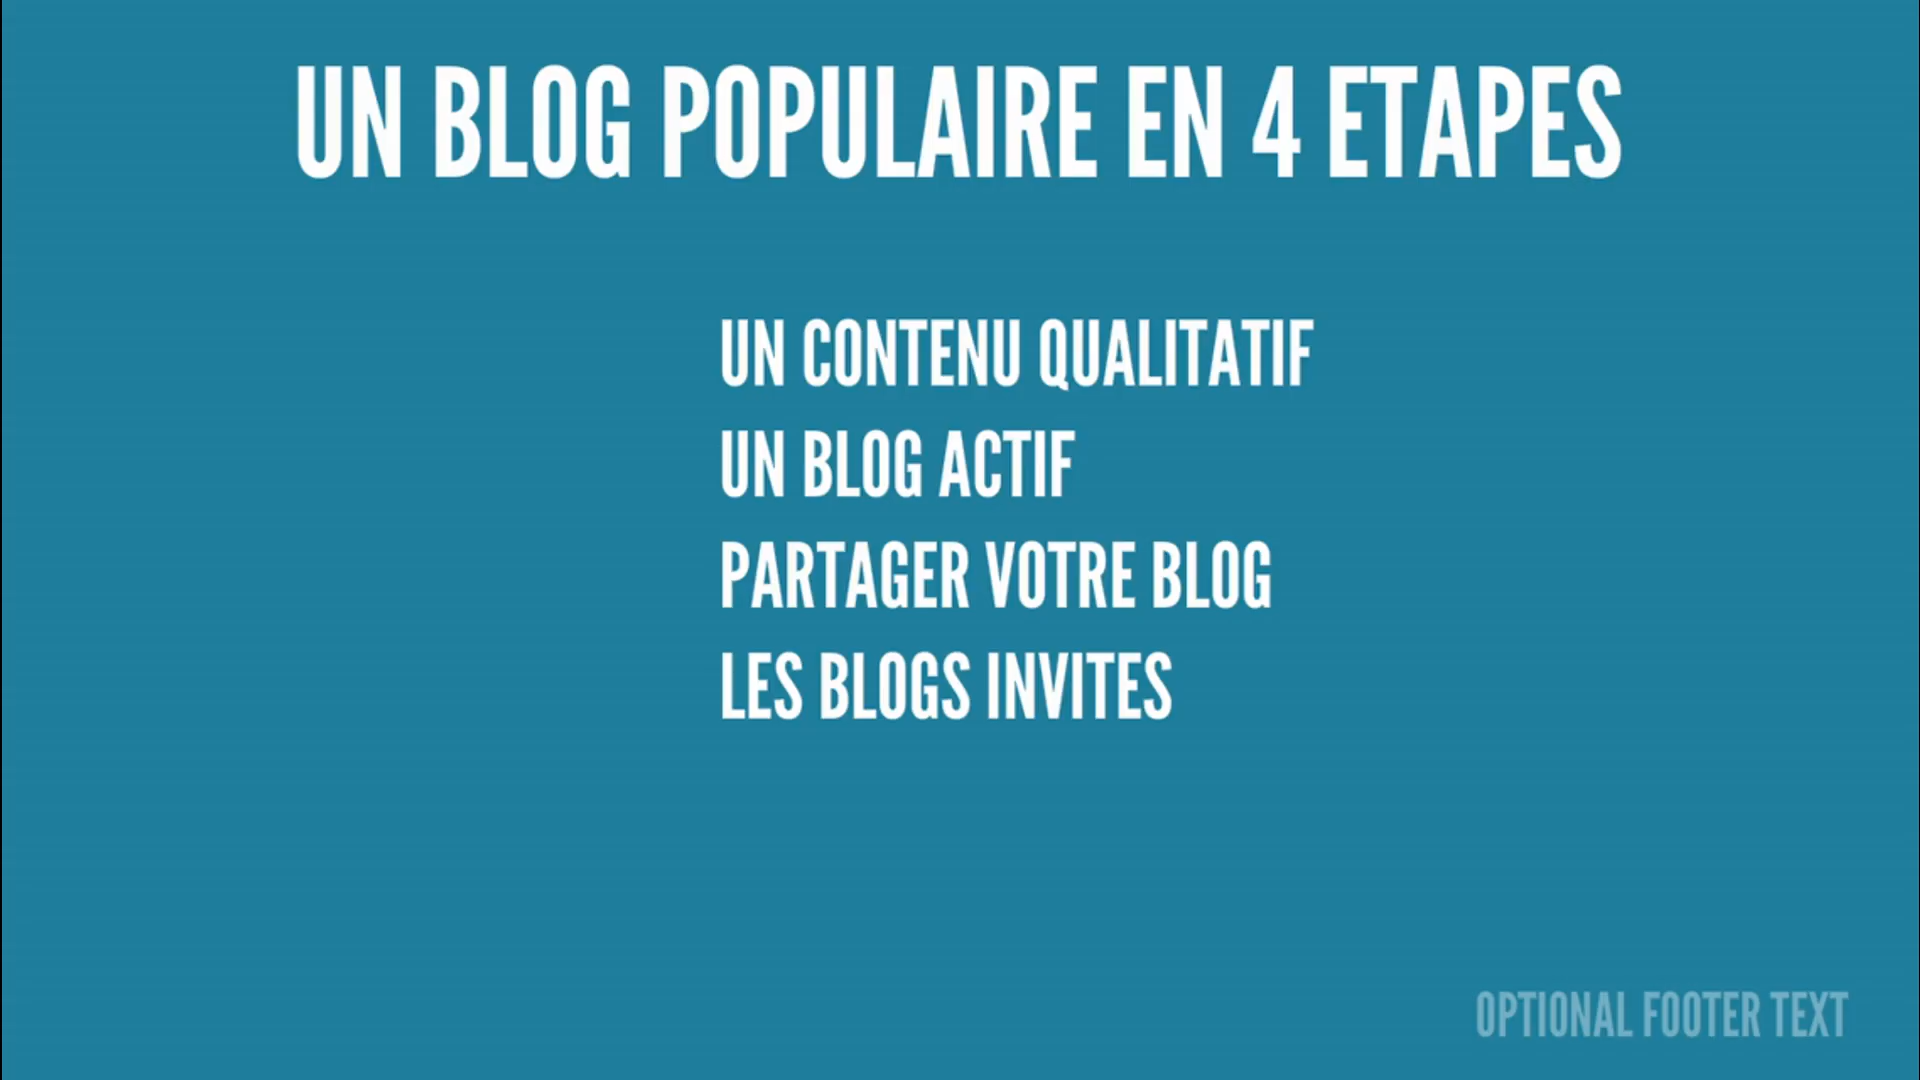 UN BLOG POPULAIRE EN 4 ETAPES
UN CONTENU QUALITATIF
UN BLOG ACTIF
PARTAGER VOTRE BLOG
LES BLOGS INVITES
OPTIONAL FOOTER TEXT